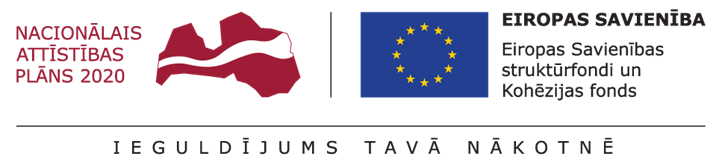 NACIONĀLAIS
ATTĪSTĪBAS
PLĀNS 2020
EIROPAS SAVIENĪBA
Eiropas Savienības
struktūrfondi un
Kohēzijas fonds
IEGULDĪJUMS TAVĀ NĀKOTNĒ